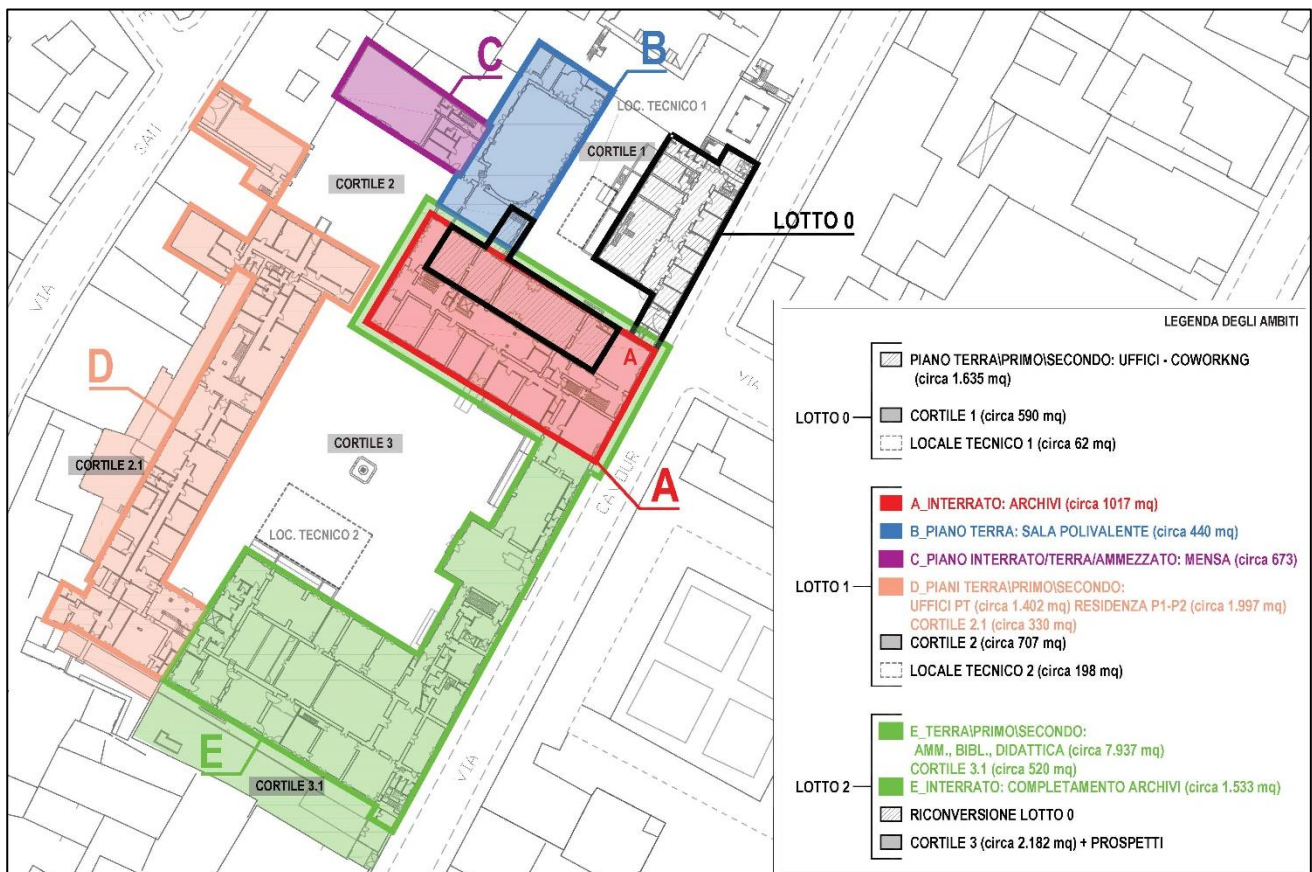 C
B
LOC. TECNICO 1
CORTILE 1
SAN
CORTILE 2
LOTTO 0
VIA
A
VIA
D
CORTILE 3
CORTILE 2.1
A
CAVOUR
LOC. TECNICO 2
E
CORTILE 3.1
VIA
LEGENDA DEGLI AMBITI
LOTTO 0
PIANO TERRA\PRIMO\SECONDO: UFFICI - COWORKNG
(circa 1.635 mq)
CORTILE 1 (circa 590 mq)
LOCALE TECNICO 1 (circa 62 mq)
LOTTO 1
A_INTERRATO: ARCHIVI (circa 1017 mq)
B_PIANO TERRA: SALA POLIVALENTE (circa 440 mq)
C_PIANO INTERRATO/TERRA/AMMEZZATO: MENSA (circa 673)
D_PIANI TERRA\PRIMO\SECONDO:
UFFICI PT (circa 1.402 mq) RESIDENZA P1-P2 (circa 1.997 mq)
CORTILE 2.1 (circa 330 mq)
CORTILE 2 (circa 707 mq)
LOCALE TECNICO 2 (circa 198 mq)
LOTTO 2
E_TERRA\PRIMO\SECONDO:
AMM., BIBL., DIDATTICA (circa 7.937 mq)
CORTILE 3.1 (circa 520 mq)
E_INTERRATO: COMPLETAMENTO ARCHIVI (circa 1.533 mq)
RICONVERSIONE LOTTO 0
CORTILE 3 (circa 2.182 mq) + PROSPETTI